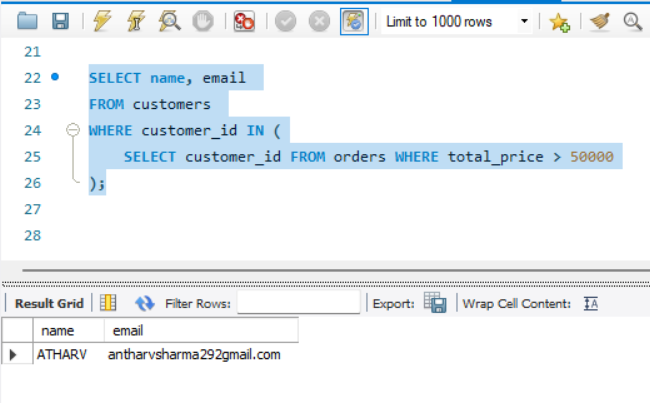 Limit to 1000 rows
21
22 SELECT name, email
23 FROM customers
24 WHERE customer_id IN (
25 SELECT customer_id FROM orders WHERE total_price > 50000
26 );
27
28
Result Grid Filter Rows: Export: Wrap Cell Content: IA
name email
ATHARV antharvsharma292gmail.com